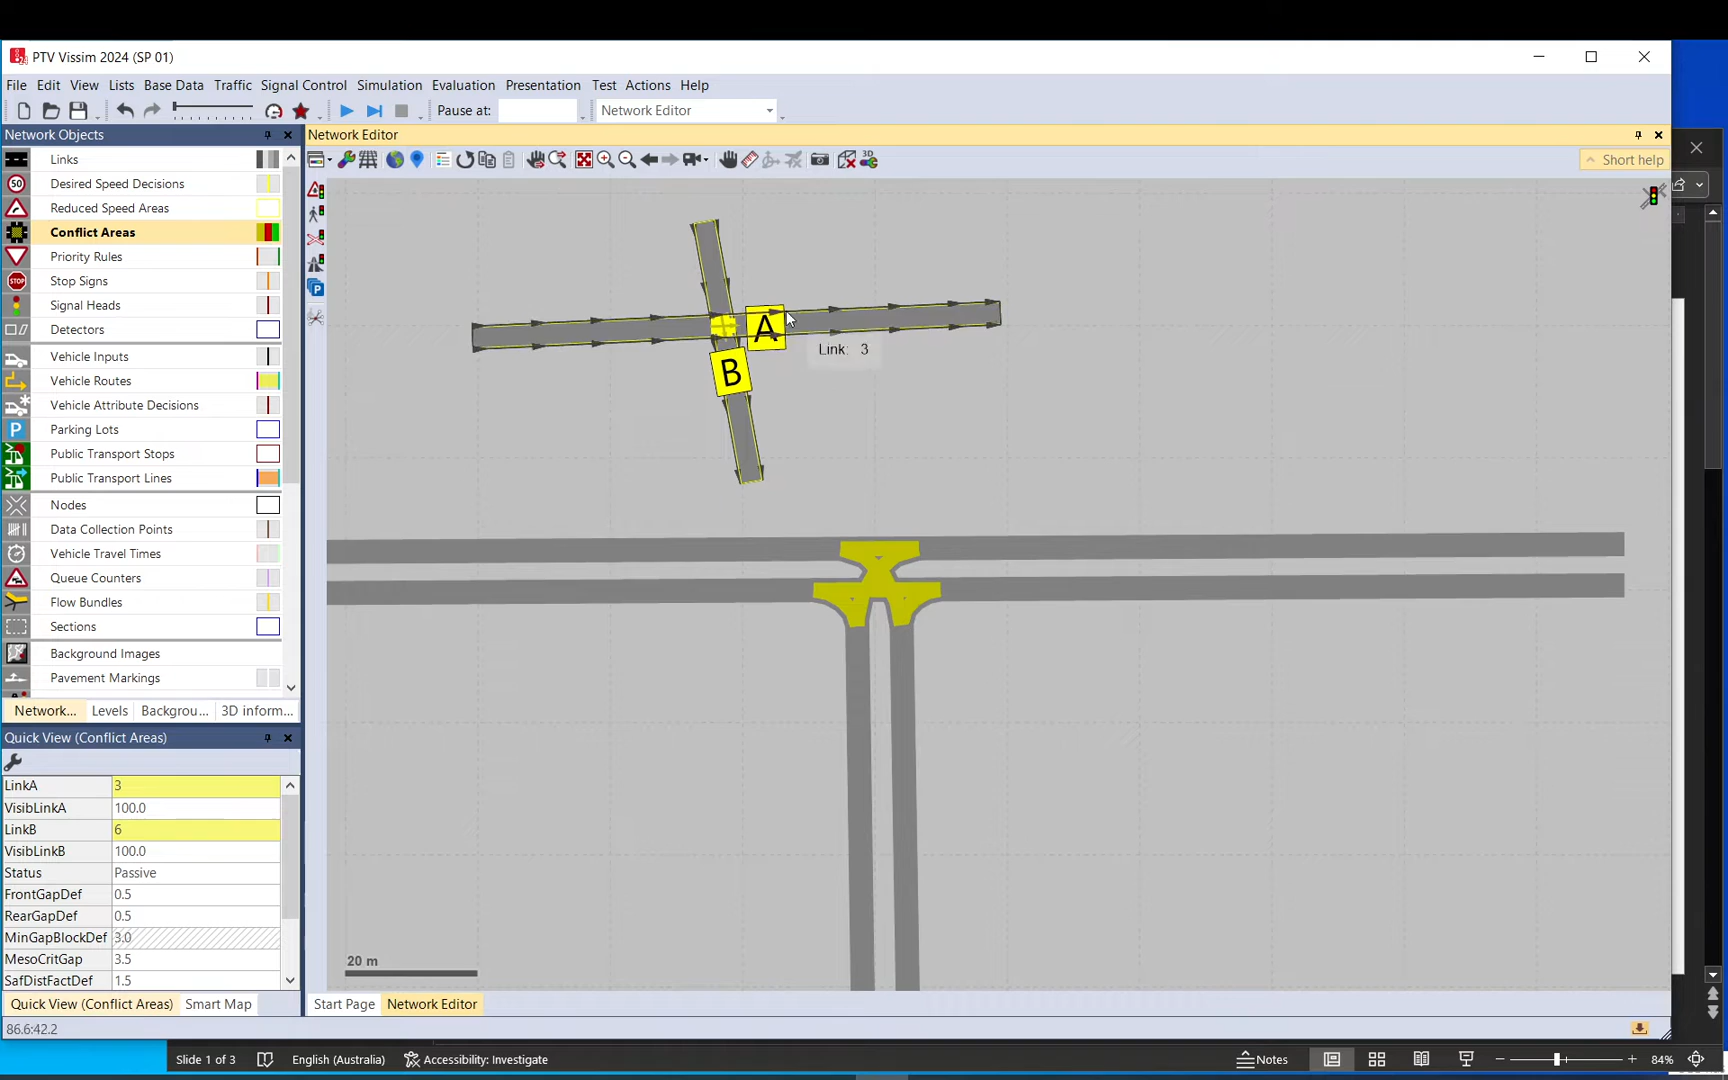 PTV Vissim 2024 (SP 01)
File Edit View Lists Base Data Traffic Signal Control Simulation Evaluation Presentation Test Actions Help
Pause at: Network Editor
Network Objects
Network Editor
Short help
Links
50 Desired Speed Decisions
Reduced Speed Areas
Conflict Areas
Priority Rules
STOP Stop Signs
Signal Heads
Detectors
Vehicle Inputs
Vehicle Routes
Vehicle Attribute Decisions
P Parking Lots
Public Transport Stops
Public Transport Lines
Nodes
Data Collection Points
Vehicle Travel Times
Queue Counters
Flow Bundles
Sections
Background Images
Pavement Markings
Network... Levels Backgrou... 3D inform...
3D
P
A
B
Link: 3
20 m
Quick View (Conflict Areas)
LinkA 3
VisibLinkA 100.0
LinkB 6
VisibLinkB 100.0
Status Passive
FrontGapDef 0.5
RearGapDef 0.5
MinGapBlockDef 3.0
MesoCritGap 3.5
SafDistFactDef 1.5
Quick View (Conflict Areas) Smart Map
Start Page Network Editor
86.6:42.2
Slide 1 of 3 English (Australia) Accessibility: Investigate Notes 84%